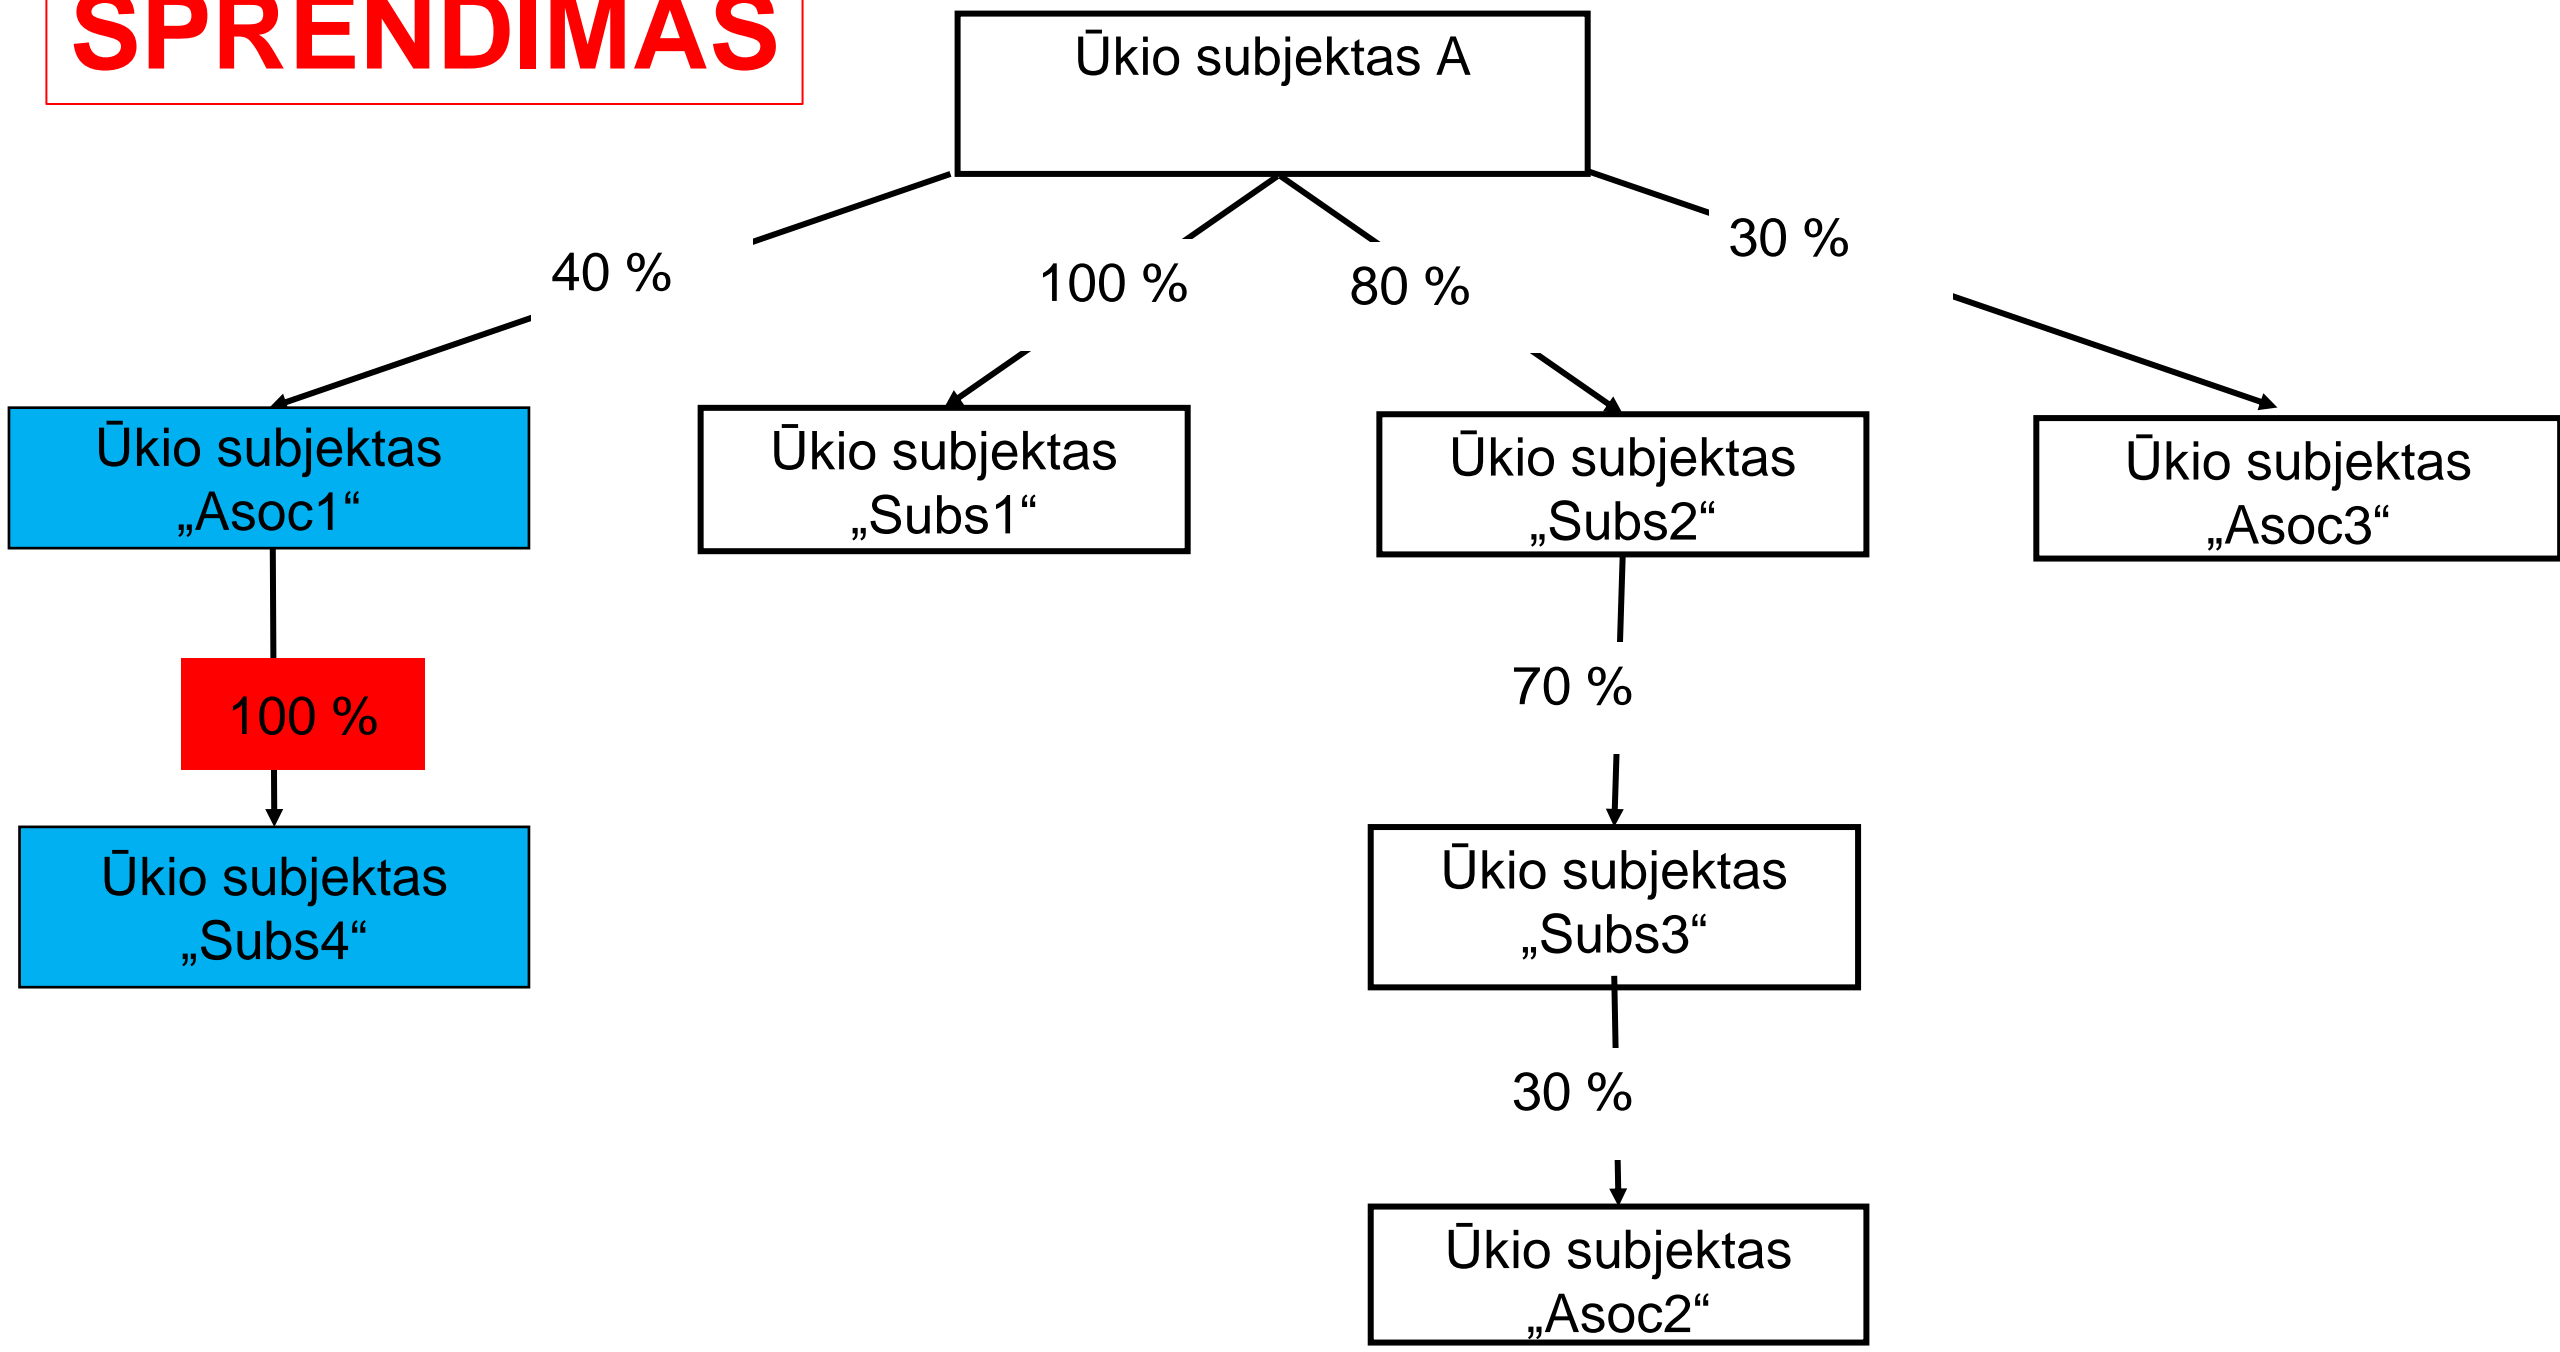 SPRENDIMAS
Ūkio subjektas A
40 %
100 %
80 %
30 %
Ūkio subjektas
„Asoc1“
Ūkio subjektas
„Subs1“
Ūkio subjektas
„Subs2“
Ūkio subjektas
„Asoc3“
100 %
70 %
Ūkio subjektas
„Subs4“
Ūkio subjektas
„Subs3“
30 %
Ūkio subjektas
„Asoc2“